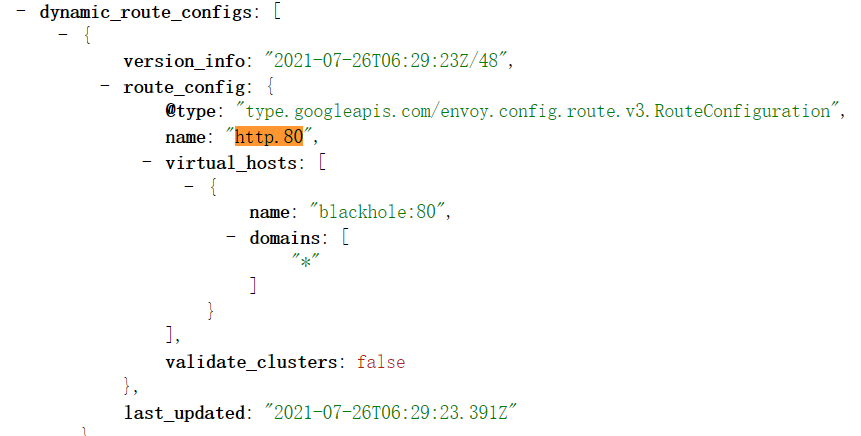 - dynamic_route_configs: [
- {
version_info: "2021-07-26T06:29:23Z/48",
- route_config: {
@type: "type.googleapis.com/envoy.config.route.v3.RouteConfiguration",
name: "http.80",
- virtual_hosts: [
- {
name: "blackhole:80",
- domains: [
"*"
]
}
],
validate_clusters: false
},
last_updated: "2021-07-26T06:29:23.391Z"
}